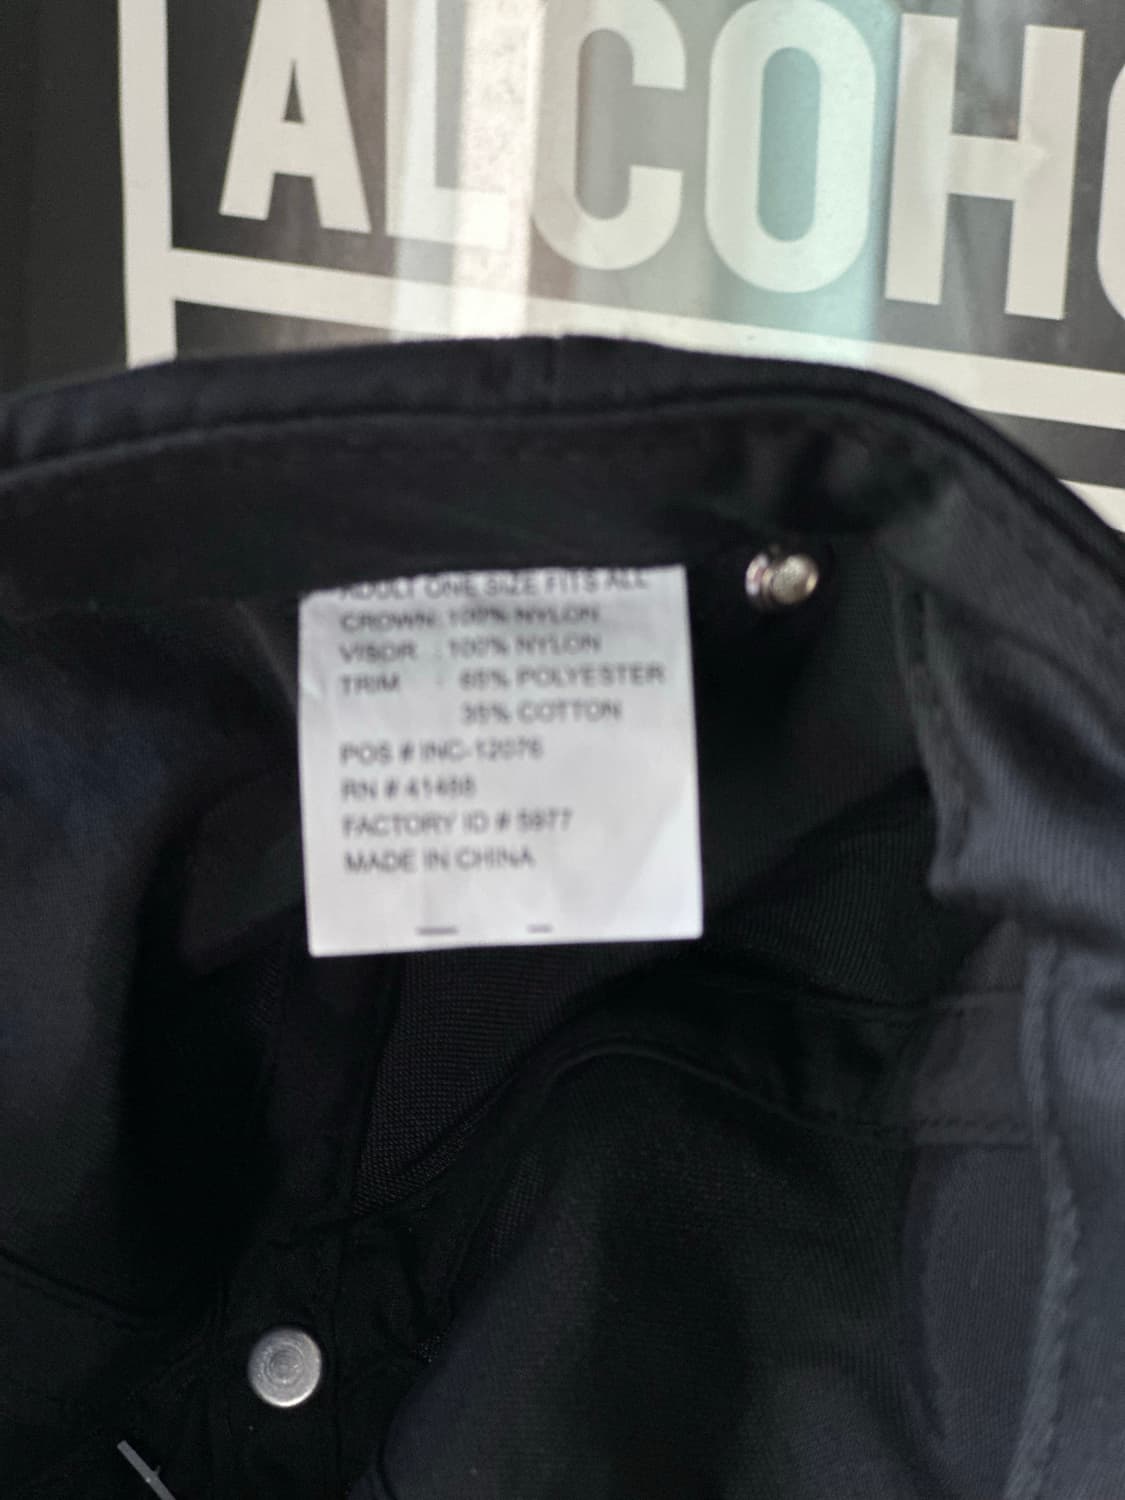 ALCOH
ADULT ONE SIZE FITS ALL
CROWN: 100% NYLON
VISOR : 100% NYLON
TRIM : 65% POLYESTER
35% COTTON
POS # INC-12076
RN # 41488
FACTORY ID # 5977
MADE IN CHINA